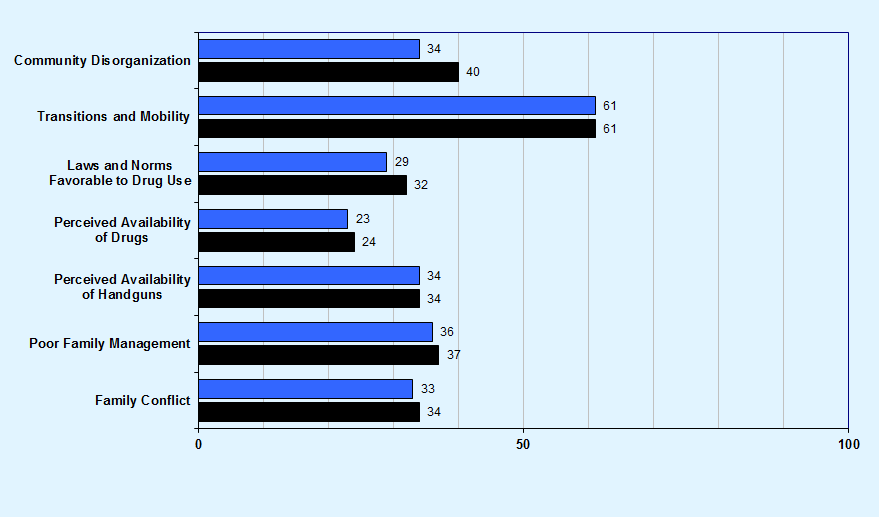 Community Disorganization
34
40
Transitions and Mobility
61
61
Laws and Norms
Favorable to Drug Use
29
32
Perceived Availability
of Drugs
23
24
Perceived Availability
of Handguns
34
34
Poor Family Management
36
37
Family Conflict
33
34
0 50 100